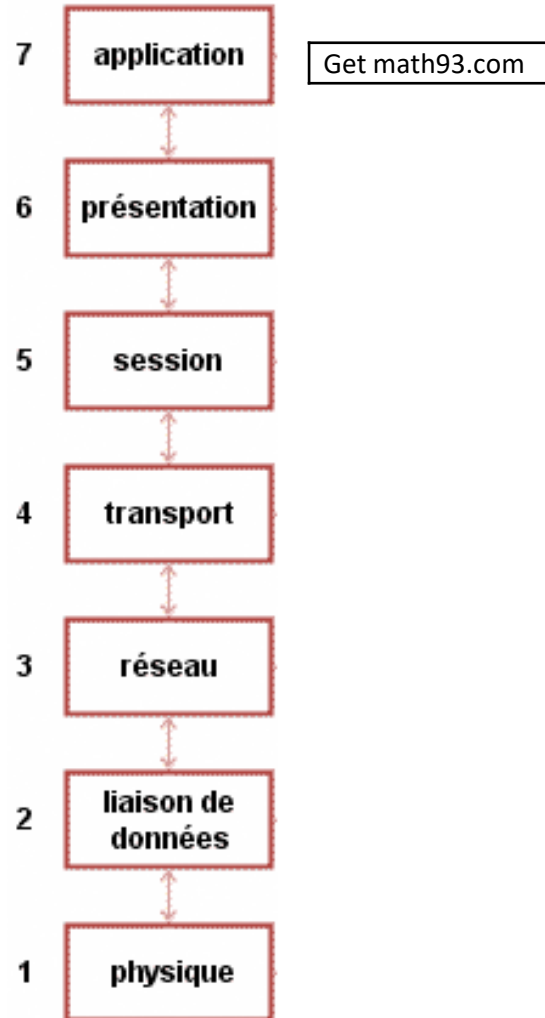 7 application Get math93.com
6 présentation
5 session
4 transport
3 réseau
2 liaison de
données
1 physique